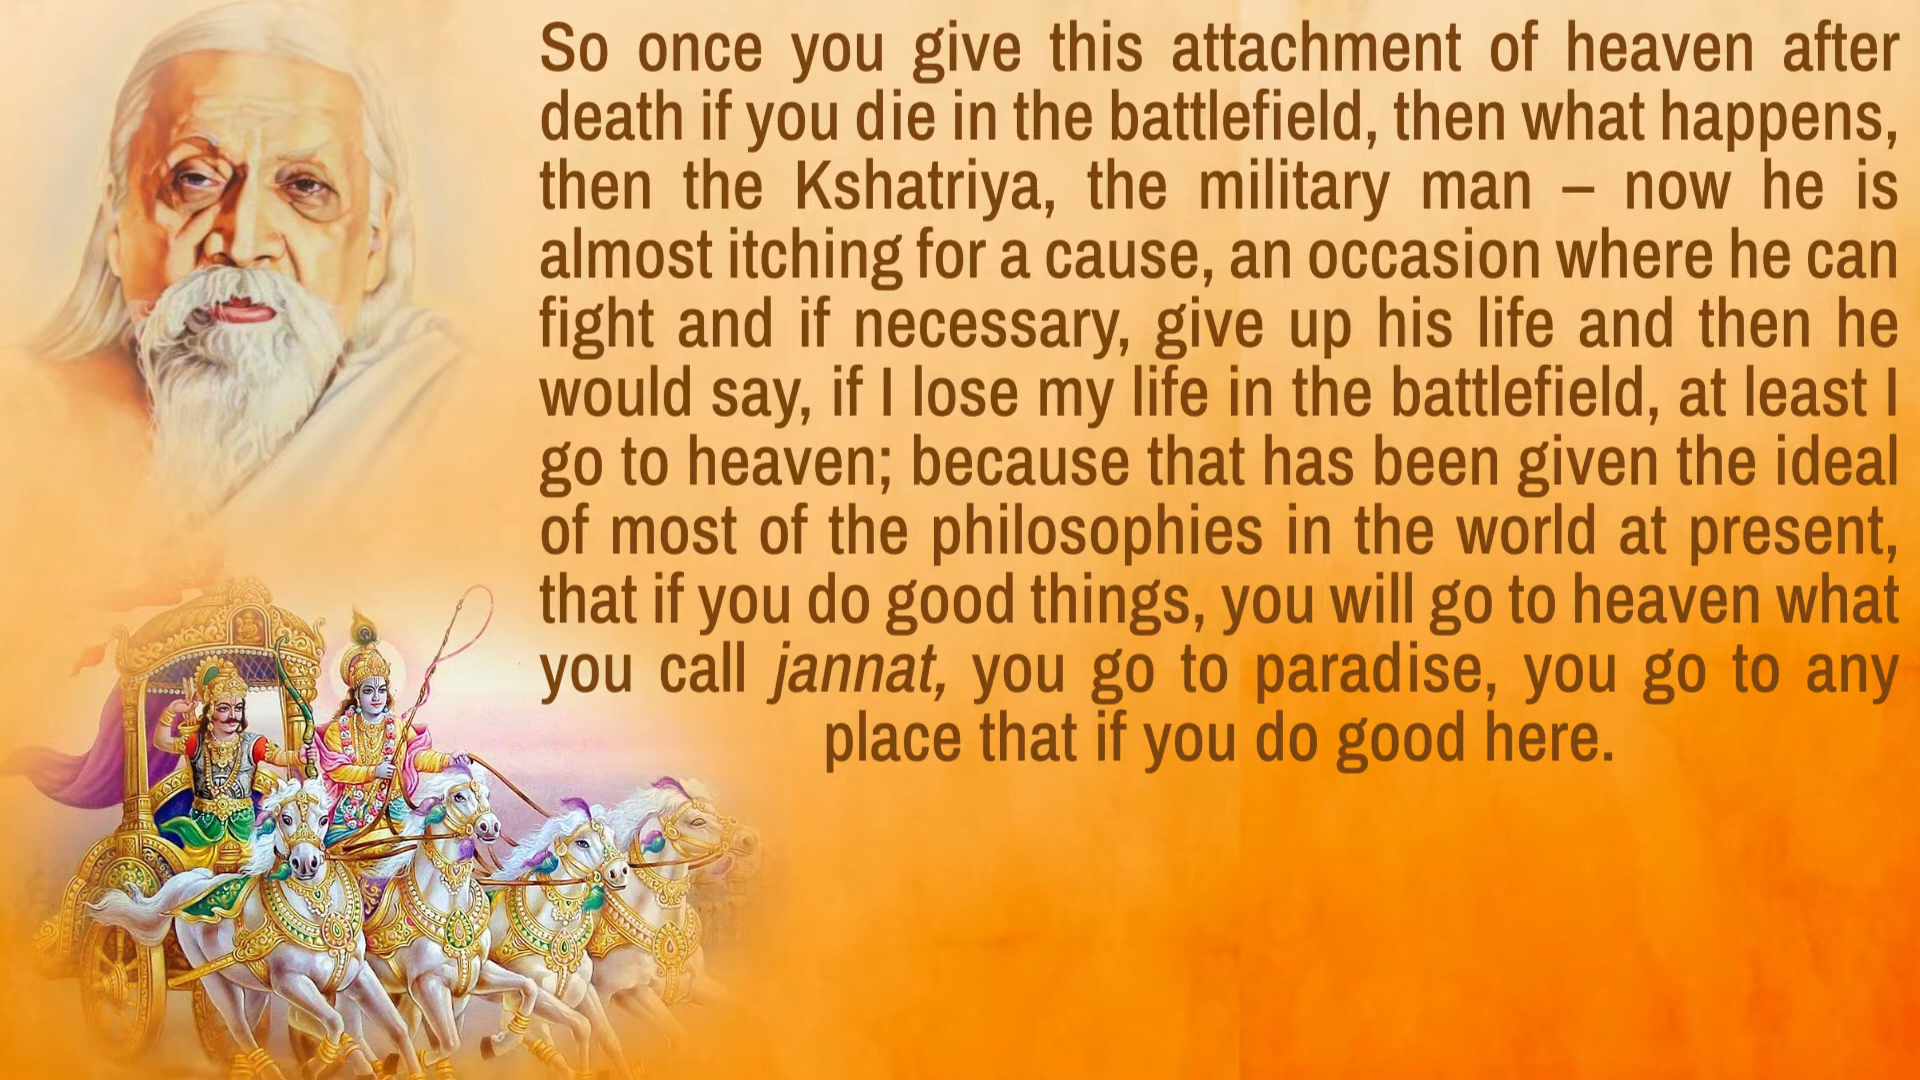 So once you give this attachment of heaven after
death if you die in the battlefield, then what happens,
then the Kshatriya, the military man – now he is
almost itching for a cause, an occasion where he can
fight and if necessary, give up his life and then he
would say, if I lose my life in the battlefield, at least I
go to heaven; because that has been given the ideal
of most of the philosophies in the world at present,
that if you do good things, you will go to heaven what
you call jannat, you go to paradise, you go to any
place that if you do good here.